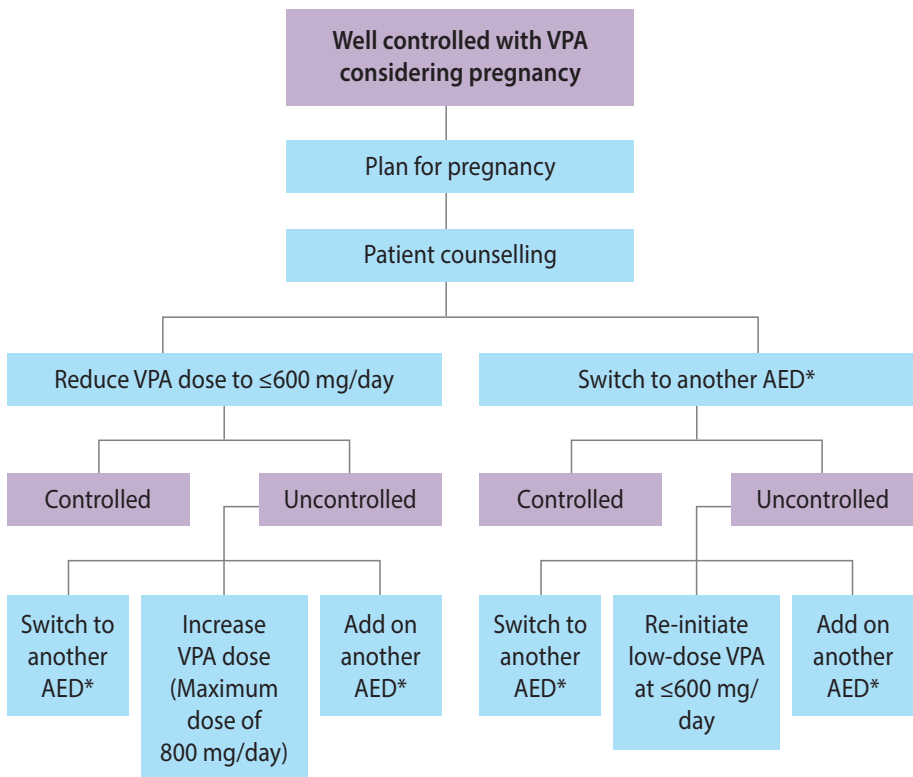 Well controlled with VPA
considering pregnancy
Plan for pregnancy
Patient counselling
Reduce VPA dose to ≤600 mg/day
Switch to another AED*
Controlled
Uncontrolled
Controlled
Uncontrolled
Switch to
another
AED*
Increase
VPA dose
(Maximum
dose of
800 mg/day)
Add on
another
AED*
Switch to
another
AED*
Re-initiate
low-dose VPA
at ≤600 mg/
day
Add on
another
AED*